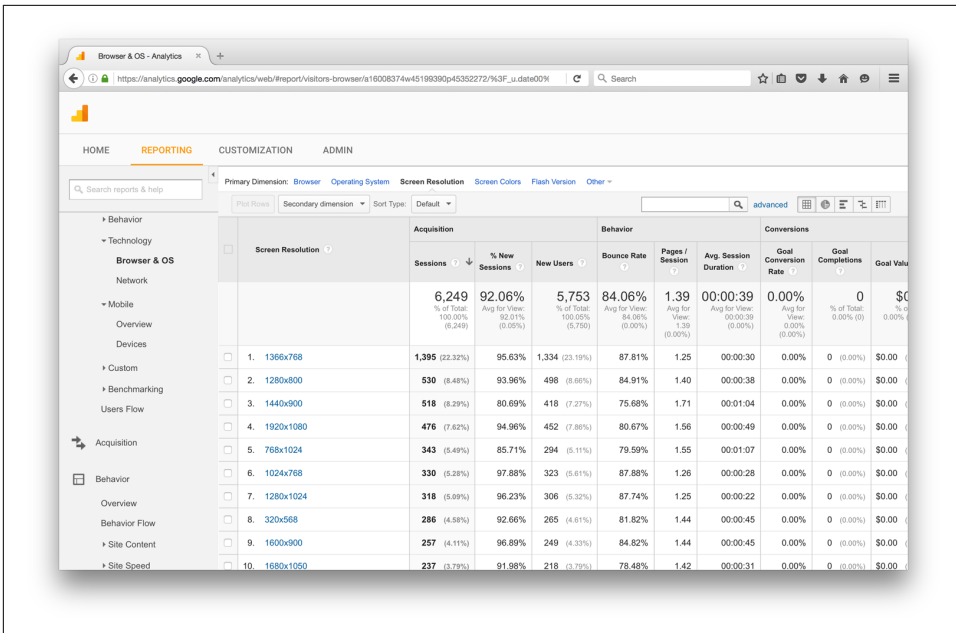 Browser & OS - Analytics
https://analytics.google.com/analytics/web/#report/visitors-browser/a16008374w45199390p45352272/%3F_u.date00%
Search
HOME REPORTING CUSTOMIZATION ADMIN
Search reports & help
Behavior
Technology
Browser & OS
Network
Mobile
Overview
Devices
Custom
Benchmarking
Users Flow
Acquisition
Behavior
Overview
Behavior Flow
Site Content
Site Speed
Primary Dimension: Browser Operating System Screen Resolution Screen Colors Flash Version Other
Plot Rows Secondary dimension Sort Type: Default advanced
Acquisition Behavior Conversions
Screen Resolution ? Sessions ? % New Sessions ? New Users ? Bounce Rate ? Pages / Session ? Avg. Session Duration ? Goal Conversion Rate ? Goal Completions ? Goal Valu
6,249 92.06% 5,753 84.06% 1.39 00:00:39 0.00% 0 $0
% of Total: 100.00% (6,249) Avg for View: 92.01% (0.05%) % of Total: 100.05% (5,750) Avg for View: 84.06% (0.00%) Avg for View: 1.39 (0.00%) Avg for View: 00:00:39 (0.00%) Avg for View: 0.00% (0.00%) % of Total: 0.00% (0) % o 0.00% (
1. 1366x768 1,395 (22.32%) 95.63% 1,334 (23.19%) 87.81% 1.25 00:00:30 0.00% 0 (0.00%) $0.00 (
2. 1280x800 530 (8.48%) 93.96% 498 (8.66%) 84.91% 1.40 00:00:38 0.00% 0 (0.00%) $0.00 (
3. 1440x900 518 (8.29%) 80.69% 418 (7.27%) 75.68% 1.71 00:01:04 0.00% 0 (0.00%) $0.00 (
4. 1920x1080 476 (7.62%) 94.96% 452 (7.86%) 80.67% 1.56 00:00:49 0.00% 0 (0.00%) $0.00 (
5. 768x1024 343 (5.49%) 85.71% 294 (5.11%) 79.59% 1.55 00:01:07 0.00% 0 (0.00%) $0.00 (
6. 1024x768 330 (5.28%) 97.88% 323 (5.61%) 87.88% 1.26 00:00:28 0.00% 0 (0.00%) $0.00 (
7. 1280x1024 318 (5.09%) 96.23% 306 (5.32%) 87.74% 1.25 00:00:22 0.00% 0 (0.00%) $0.00 (
8. 320x568 286 (4.58%) 92.66% 265 (4.61%) 81.82% 1.44 00:00:45 0.00% 0 (0.00%) $0.00 (
9. 1600x900 257 (4.11%) 96.89% 249 (4.33%) 84.82% 1.44 00:00:45 0.00% 0 (0.00%) $0.00 (
10. 1680x1050 237 (3.79%) 91.98% 218 (3.79%) 78.48% 1.42 00:00:31 0.00% 0 (0.00%) $0.00 (